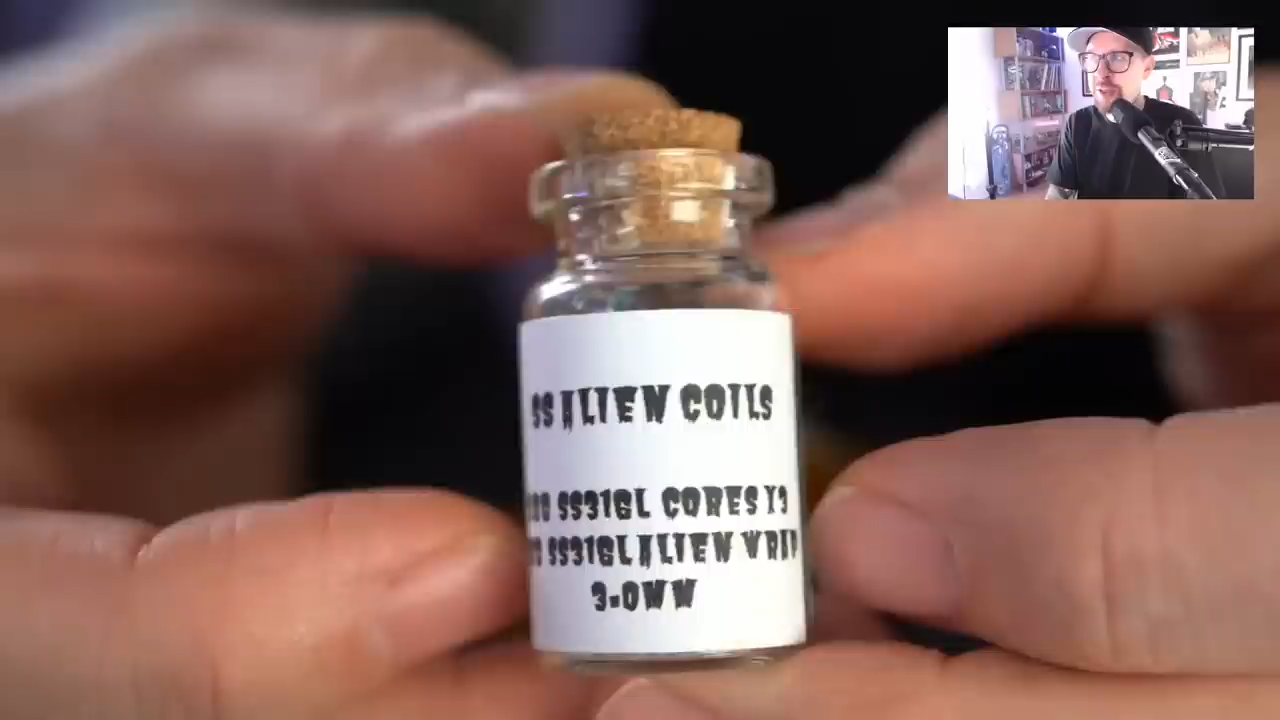 SS ALIEN COILS
SS316L CORES X3
SS316L ALIEN WRAP
3-0MM